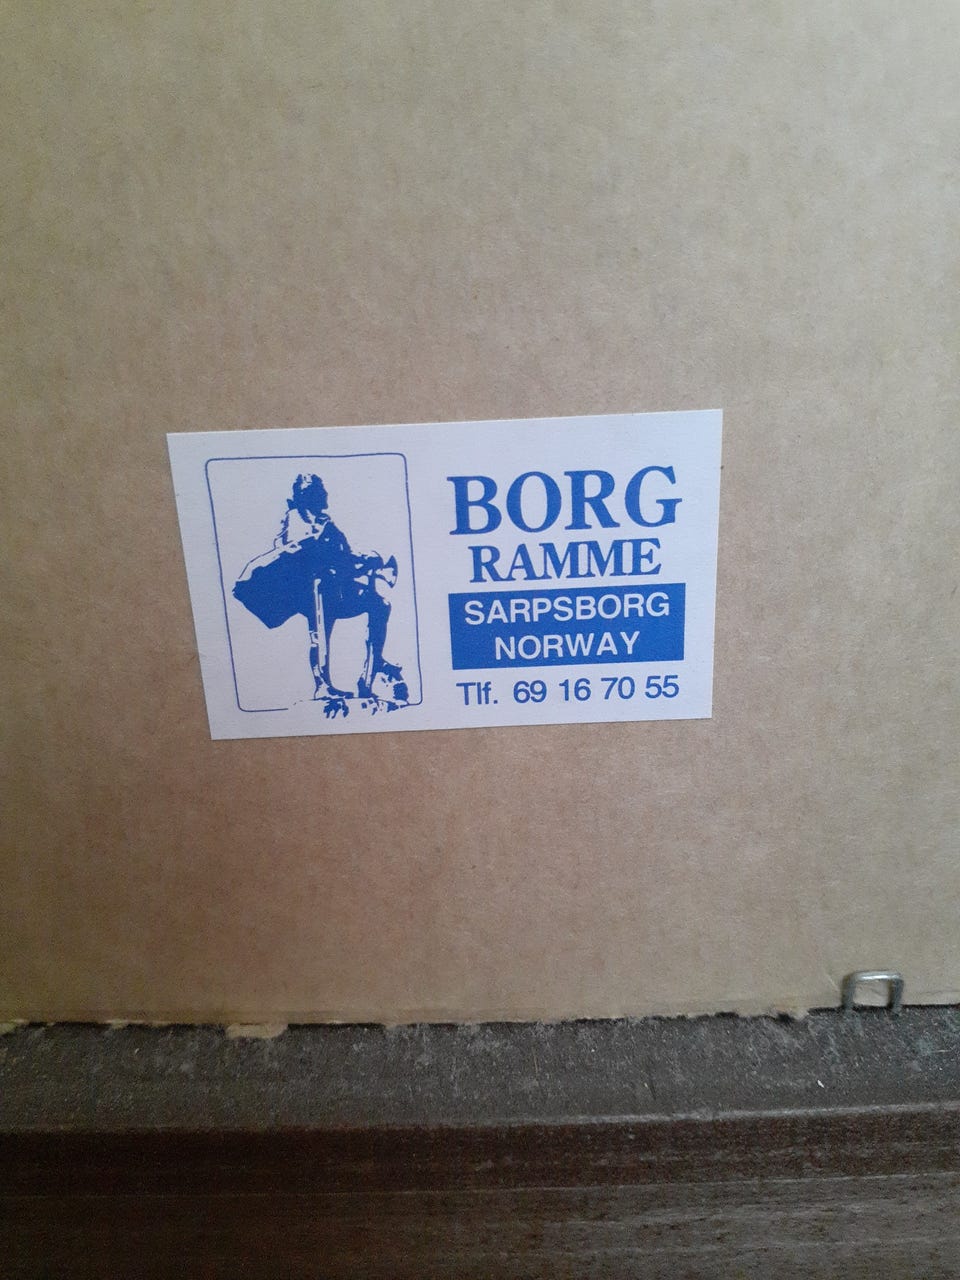 BORG
RAMME
SARPSBORG
NORWAY
Tlf. 69 16 70 55